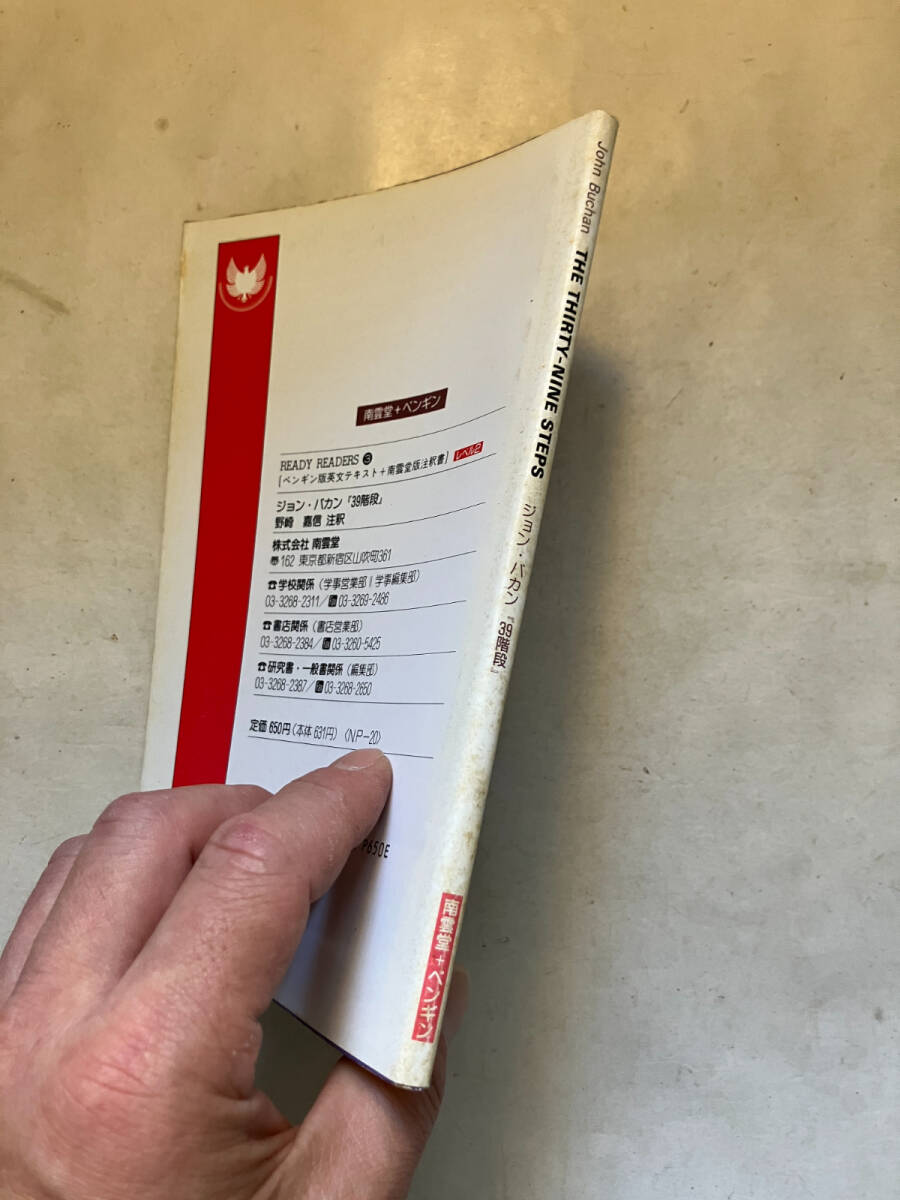 John Buchan THE THIRTY-NINE STEPS ジョン・バカン『39階段』
南雲堂+ペンギン
南雲堂+ペンギン
READY READERS ❸
[ペンギン版英文テキスト+南雲堂版注釈書] レベル2
ジョン・バカン「39階段」
野崎 嘉信 注釈
株式会社 南雲堂
〠162 東京都新宿区山吹町361
☎学校関係(学事営業部|学事編集部)
03-3268-2311/ 03-3269-2486
☎書店関係(書店営業部)
03-3268-2384/ 03-3260-5425
☎研究書・一般書関係(編集部)
03-3268-2387/ 03-3268-2650
定価 650円(本体 631円)〈NP-20〉
P650E